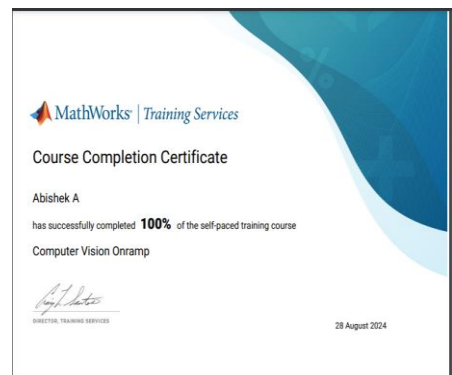 MathWorks® | Training Services
Course Completion Certificate
Abishek A
has successfully completed 100% of the self-paced training course
Computer Vision Onramp
DIRECTOR, TRAINING SERVICES
28 August 2024